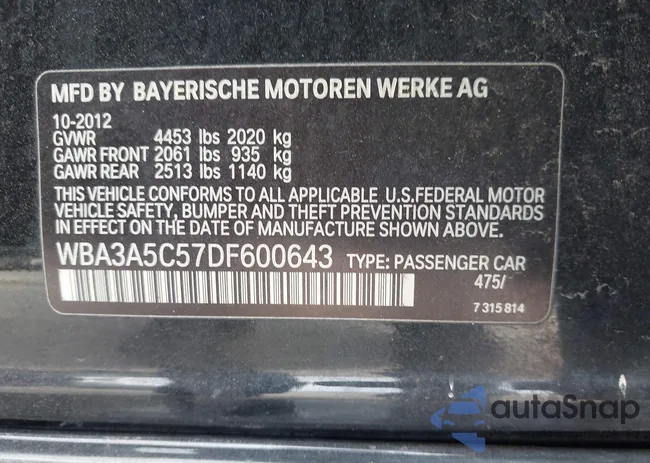 MFD BY BAYERISCHE MOTOREN WERKE AG
10-2012
GVWR 4453 lbs 2020 kg
GAWR FRONT 2061 lbs 935 kg
GAWR REAR 2513 lbs 1140 kg
THIS VEHICLE CONFORMS TO ALL APPLICABLE U.S.FEDERAL MOTOR
VEHICLE SAFETY, BUMPER AND THEFT PREVENTION STANDARDS
IN EFFECT ON THE DATE OF MANUFACTURE SHOWN ABOVE.
WBA3A5C57DF600643 TYPE: PASSENGER CAR
475/
7 315 814
autoSnap